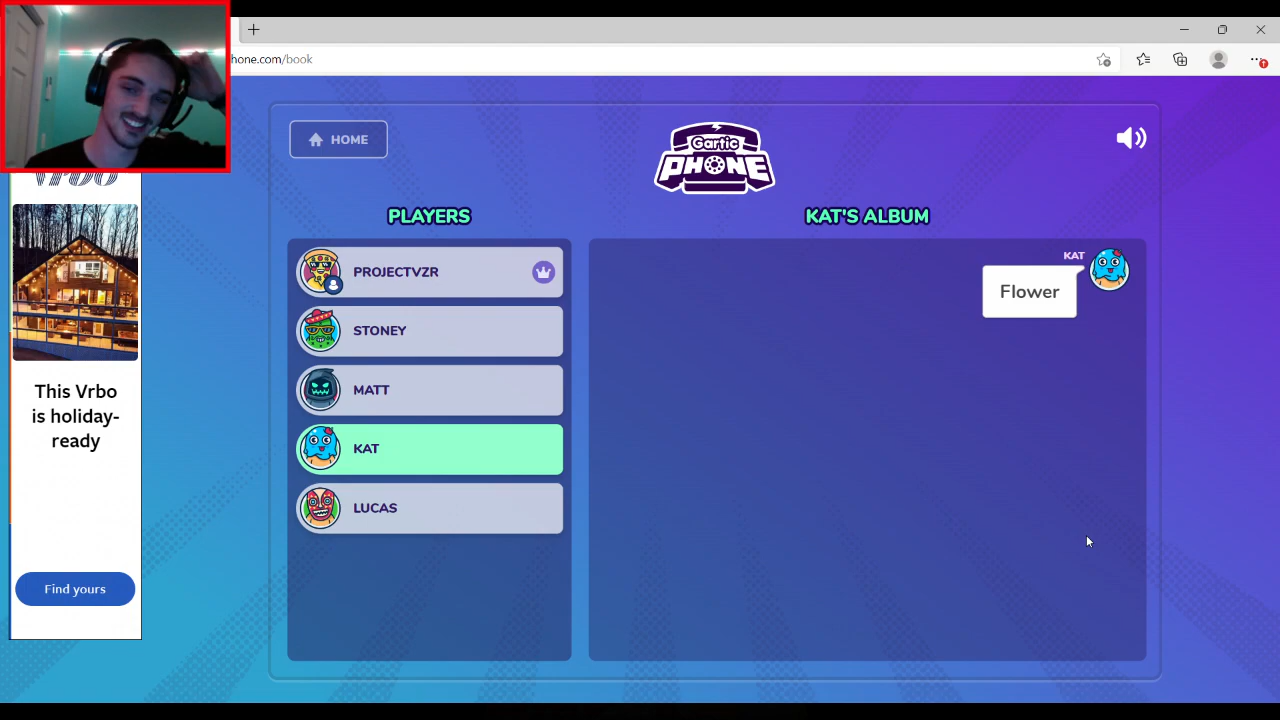 hone.com/book
HOME
Gartic
PHONE
PLAYERS
KAT'S ALBUM
PROJECTVZR
STONEY
MATT
KAT
LUCAS
KAT
Flower
Vrbo
This Vrbo
is holiday-
ready
Find yours